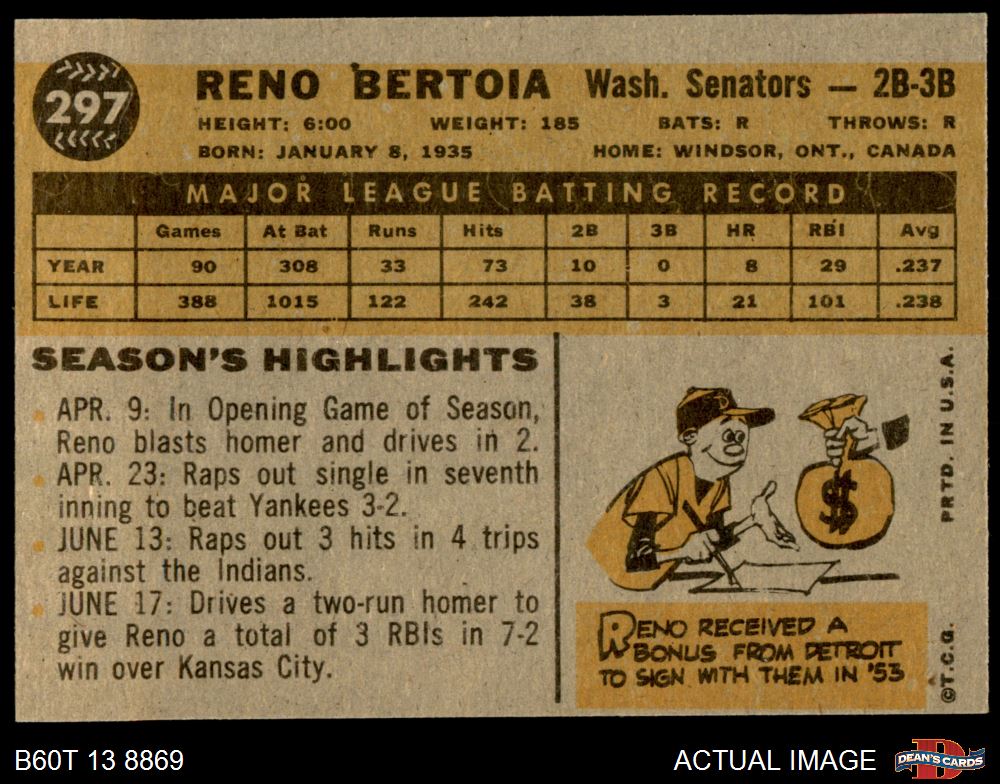 297
RENO BERTOIA Wash. Senators — 2B-3B
HEIGHT: 6:00 WEIGHT: 185 BATS: R THROWS: R
BORN: JANUARY 8, 1935 HOME: WINDSOR, ONT., CANADA
MAJOR LEAGUE BATTING RECORD
Games At Bat Runs Hits 2B 3B HR RBI Avg
YEAR 90 308 33 73 10 0 8 29 .237
LIFE 388 1015 122 242 38 3 21 101 .238
SEASON'S HIGHLIGHTS
APR. 9: In Opening Game of Season,
Reno blasts homer and drives in 2.
APR. 23: Raps out single in seventh
inning to beat Yankees 3-2.
JUNE 13: Raps out 3 hits in 4 trips
against the Indians.
JUNE 17: Drives a two-run homer to
give Reno a total of 3 RBIs in 7-2
win over Kansas City.
D
$
RENO RECEIVED A
BONUS FROM DETROIT
TO SIGN WITH THEM IN '53
©T.C.G. PRTD. IN U.S.A.
B60T 13 8869
ACTUAL IMAGE
D
DEAN'S CARDS